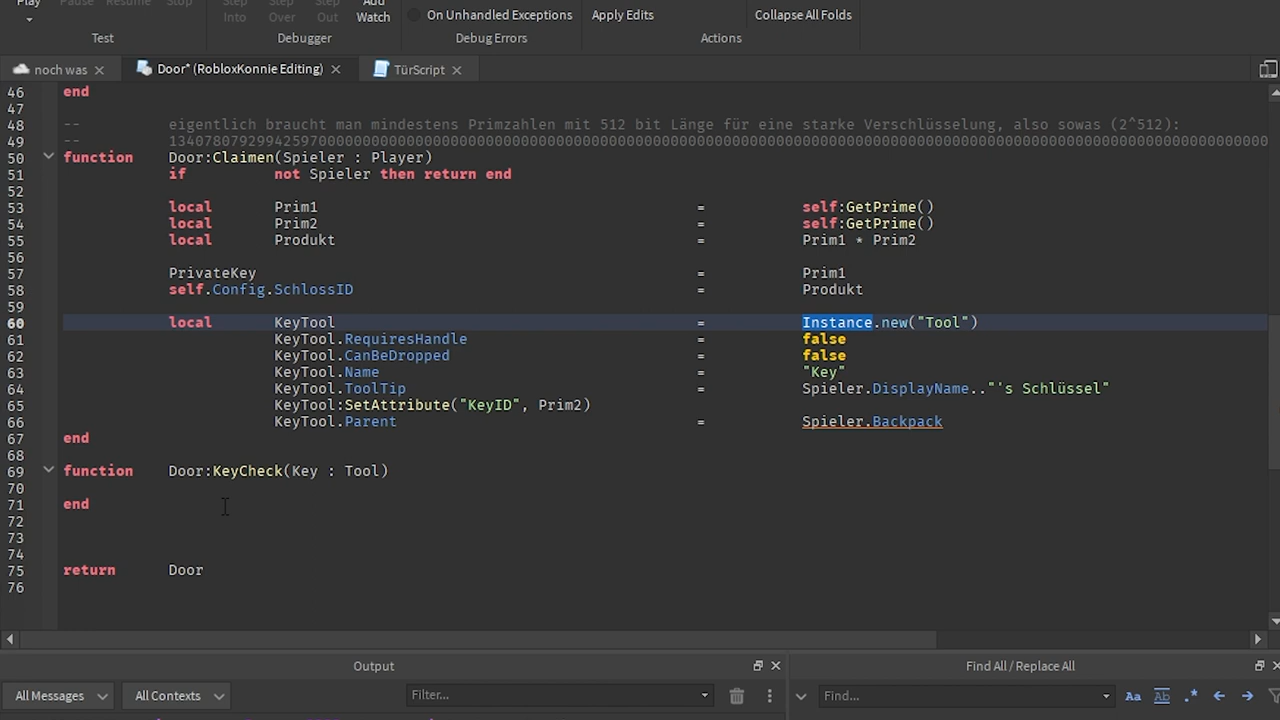 Play Pause Resume Stop Step Into Step Over Step Out Add Watch On Unhandled Exceptions Apply Edits Collapse All Folds
Test Debugger Debug Errors Actions
noch was Door* (RobloxKonnie Editing) TürScript
46 end
47
48 -- eigentlich braucht man mindestens Primzahlen mit 512 bit Länge für eine starke Verschlüsselung, also sowas (2^512):
49 --
50 function Door:Claimen(Spieler : Player)
51 if not Spieler then return end
52
53 local Prim1 = self:GetPrime()
54 local Prim2 = self:GetPrime()
55 local Produkt = Prim1 * Prim2
56
57 PrivateKey = Prim1
58 self.Config.SchlossID = Produkt
59
60 local KeyTool = Instance.new("Tool")
61 KeyTool.RequiresHandle = false
62 KeyTool.CanBeDropped = false
63 KeyTool.Name = "Key"
64 KeyTool.ToolTip = Spieler.DisplayName.."'s Schlüssel"
65 KeyTool:SetAttribute("KeyID", Prim2)
66 KeyTool.Parent = Spieler.Backpack
67 end
68
69 function Door:KeyCheck(Key : Tool)
70
71 end
72
73
74
75 return Door
76
Output Find All / Replace All
All Messages All Contexts Filter... Find... Aa Ab .*